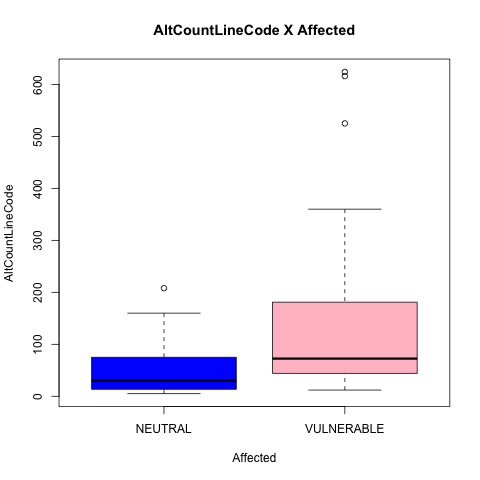 AltCountLineCode X Affected
AltCountLineCode
600
500
400
300
200
100
0
NEUTRAL
VULNERABLE
Affected